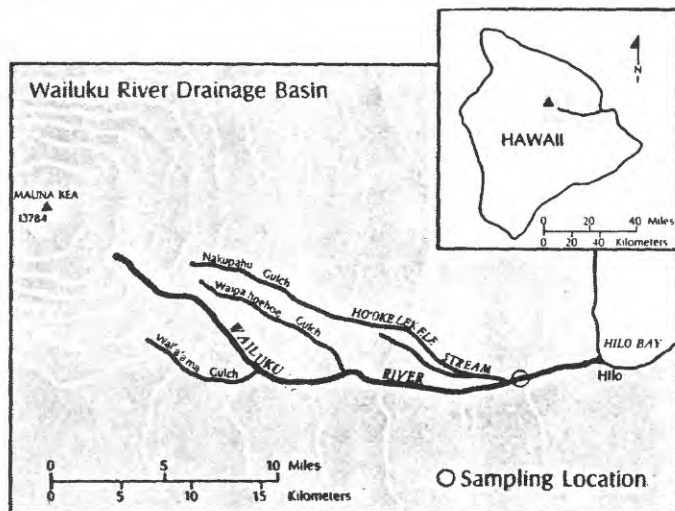 Wailuku River Drainage Basin
N
HAWAII
0 20 40 Miles
0 20 40 Kilometers
MAUNA KEA
13784
Nakupahu Gulch
Waipahoehoe Gulch
HOOKELEKELE STREAM
Wai'a'ama Gulch
WAILUKU RIVER
HILO BAY
Hilo
0 5 10 Miles
0 5 10 15 Kilometers
Sampling Location